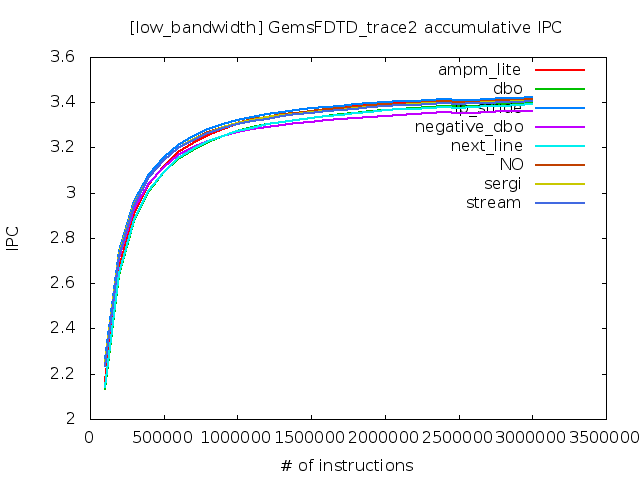 [low_bandwidth] GemsFDTD_trace2 accumulative IPC
3.6
3.4
3.2
3
2.8
2.6
2.4
2.2
2
IPC
ampm_lite
dbo
ip_stride
negative_dbo
next_line
NO
sergi
stream
0 500000 1000000 1500000 2000000 2500000 3000000 3500000
# of instructions